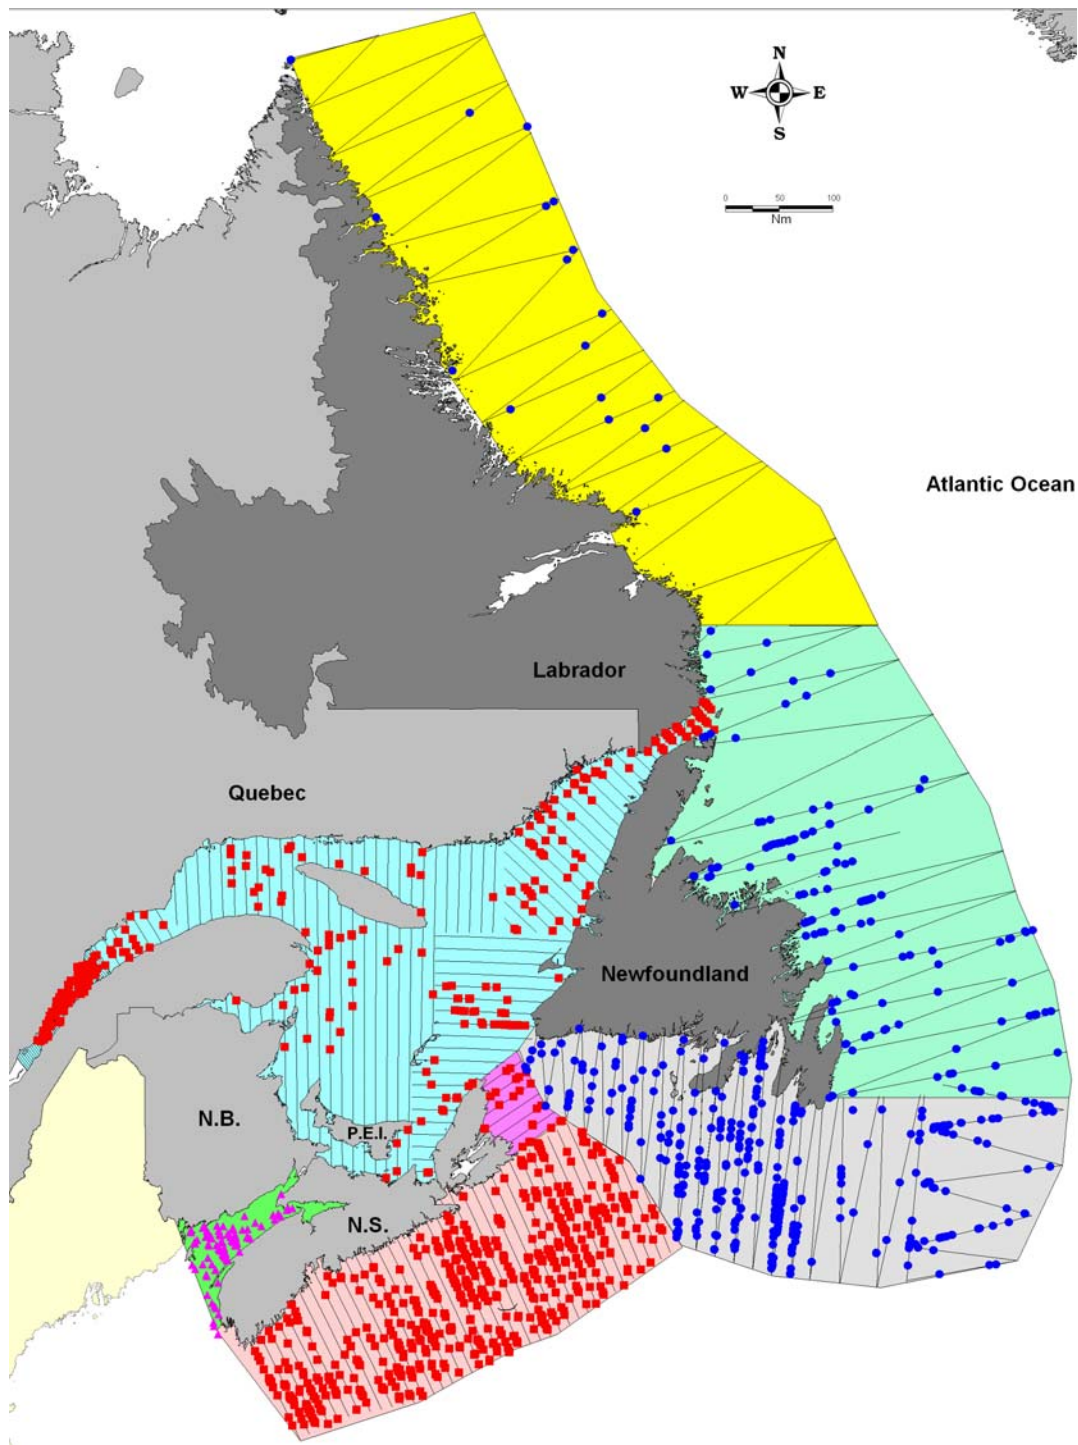 N
W E
S
0 50 100
Nm
Atlantic Ocean
Labrador
Quebec
Newfoundland
N.B.
P.E.I.
N.S.